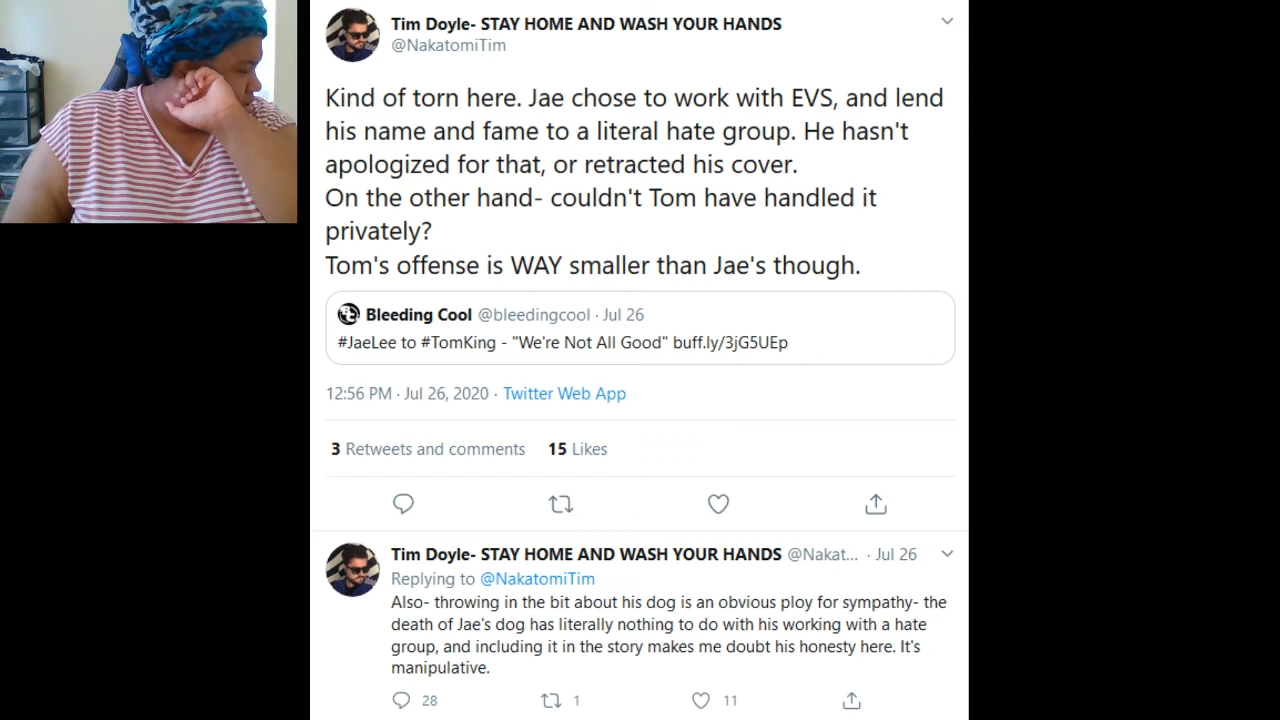 Tim Doyle- STAY HOME AND WASH YOUR HANDS
@NakatomiTim
Kind of torn here. Jae chose to work with EVS, and lend
his name and fame to a literal hate group. He hasn't
apologized for that, or retracted his cover.
On the other hand- couldn't Tom have handled it
privately?
Tom's offense is WAY smaller than Jae's though.
Bleeding Cool @bleedingcool · Jul 26
#JaeLee to #TomKing - "We're Not All Good" buff.ly/3jG5UEp
12:56 PM · Jul 26, 2020 · Twitter Web App
3 Retweets and comments 15 Likes
Tim Doyle- STAY HOME AND WASH YOUR HANDS @Nakat... · Jul 26
Replying to @NakatomiTim
Also- throwing in the bit about his dog is an obvious ploy for sympathy- the
death of Jae's dog has literally nothing to do with his working with a hate
group, and including it in the story makes me doubt his honesty here. It's
manipulative.
28 1 11